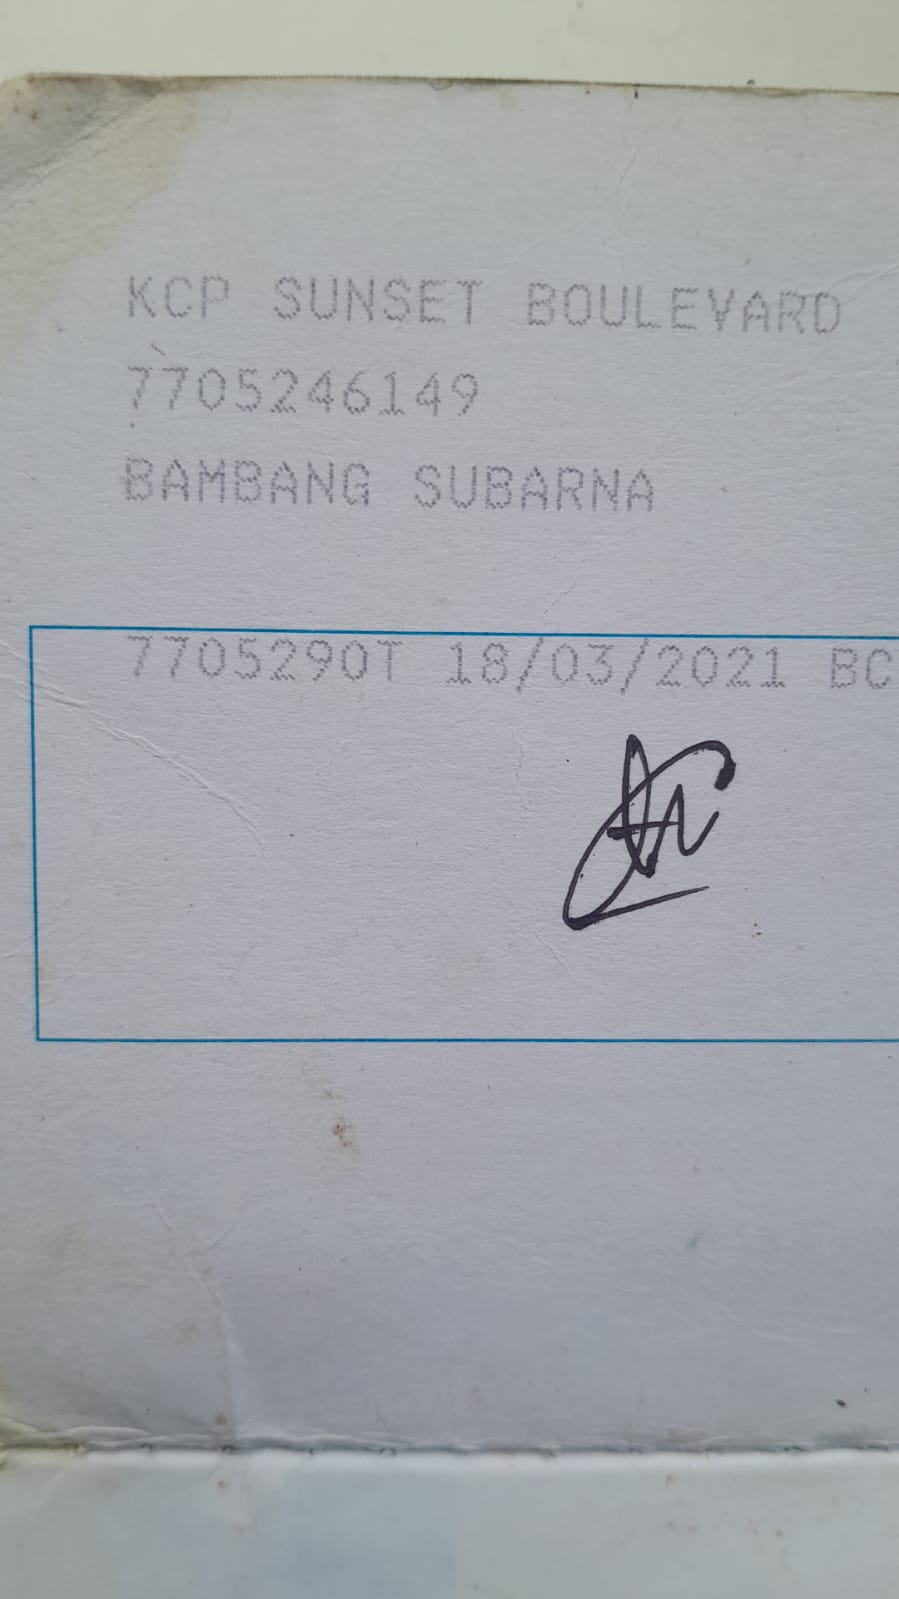 KCP SUNSET BOULEVARD
7705246149
BAMBANG SUBARNA
7705290T 18/03/2021 BC